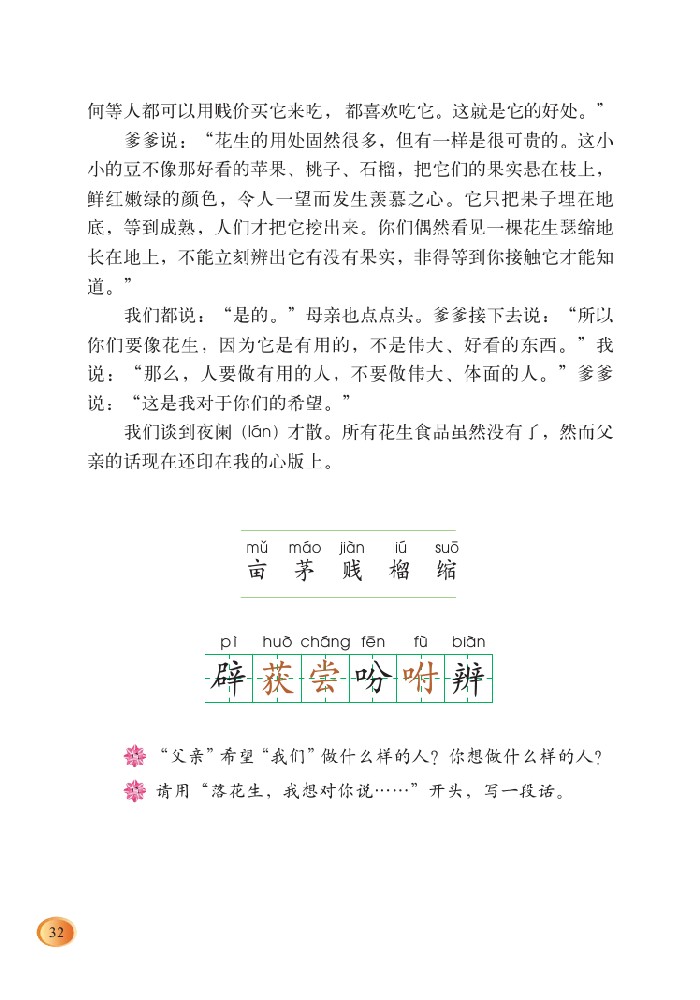 何等人都可以用贱价买它来吃，都喜欢吃它。这就是它的好处。”
爹爹说：“花生的用处固然很多，但有一样是很可贵的。这小
小的豆不像那好看的苹果、桃子、石榴，把它们的果实悬在枝上，
鲜红嫩绿的颜色，令人一望而发生羡慕之心。它只把果子埋在地
底，等到成熟，人们才把它挖出来。你们偶然看见一棵花生瑟缩地
长在地上，不能立刻辨出它有没有果实，非得等到你接触它才能知
道。”
我们都说：“是的。”母亲也点点头。爹爹接下去说：“所以
你们要像花生，因为它是有用的，不是伟大、好看的东西。”我
说：“那么，人要做有用的人，不要做伟大、体面的人。”爹爹
说：“这是我对于你们的希望。”
我们谈到夜阑（lán）才散。所有花生食品虽然没有了，然而父
亲的话现在还印在我的心版上。
mǔ máo jiàn iú suō
亩 茅 贱 榴 缩
pì huò cháng fēn fù biàn
辟 获 尝 吩 咐 辨
“父亲”希望“我们”做什么样的人？你想做什么样的人？
请用“落花生，我想对你说……”开头，写一段话。
32